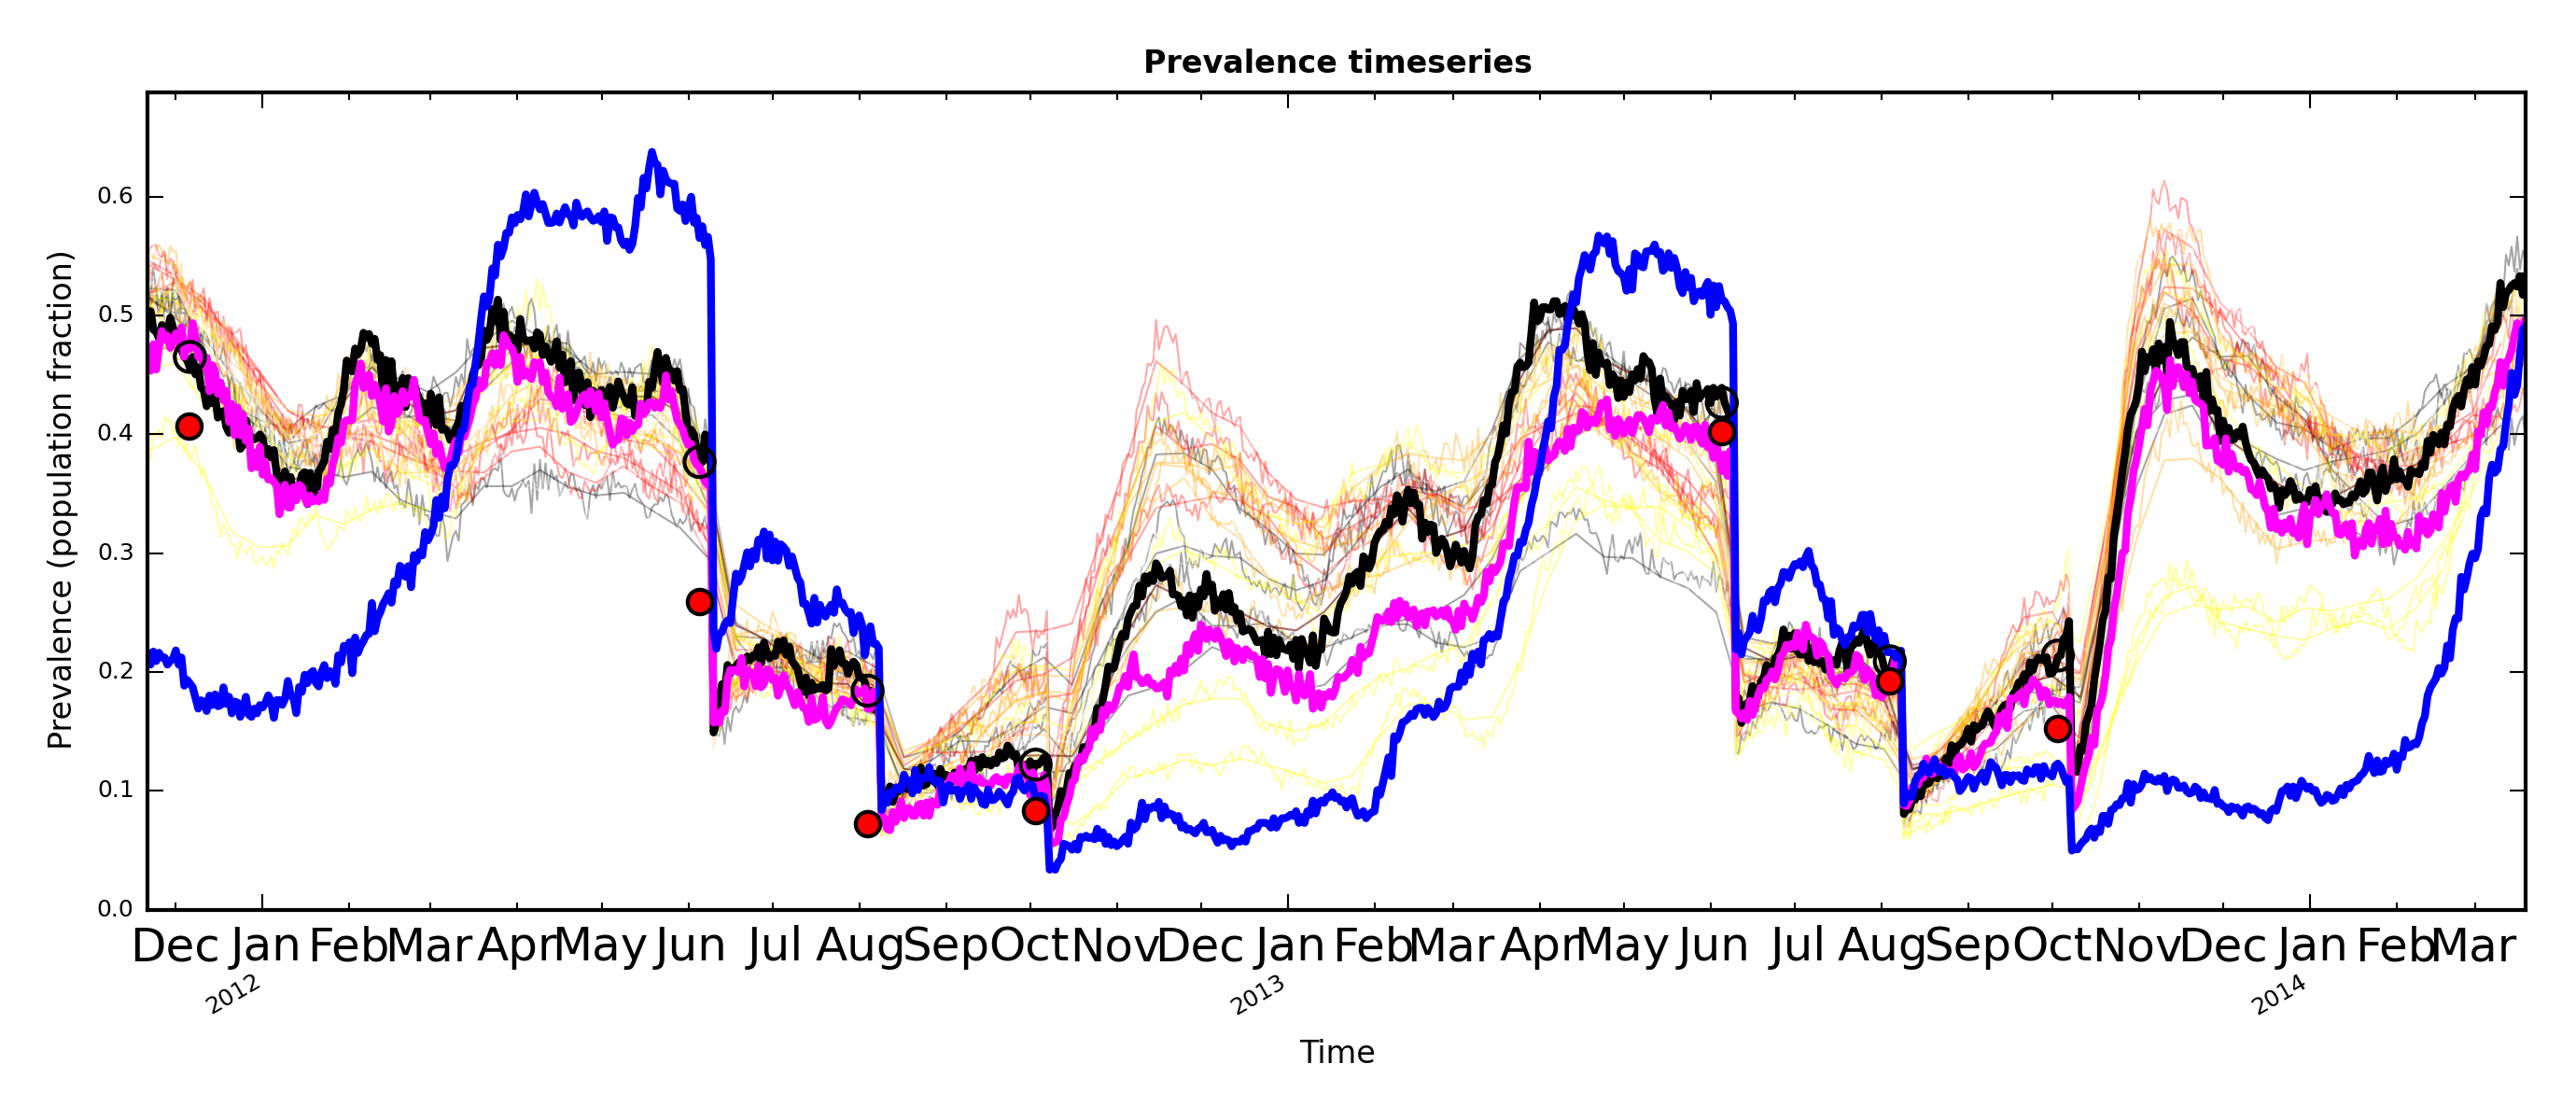 Prevalence timeseries
Prevalence (population fraction)
0.6
0.5
0.4
0.3
0.2
0.1
0.0
Dec Jan Feb Mar Apr May Jun Jul Aug Sep Oct Nov Dec Jan Feb Mar Apr May Jun Jul Aug Sep Oct Nov Dec Jan Feb Mar
2012 2013 2014
Time